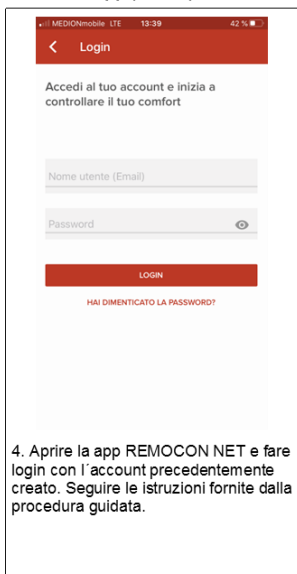 MEDIONmobile LTE 13:39 42 %
Login
Accedi al tuo account e inizia a
controllare il tuo comfort
Nome utente (Email)
Password
LOGIN
HAI DIMENTICATO LA PASSWORD?
4. Aprire la app REMOCON NET e fare
login con l´account precedentemente
creato. Seguire le istruzioni fornite dalla
procedura guidata.